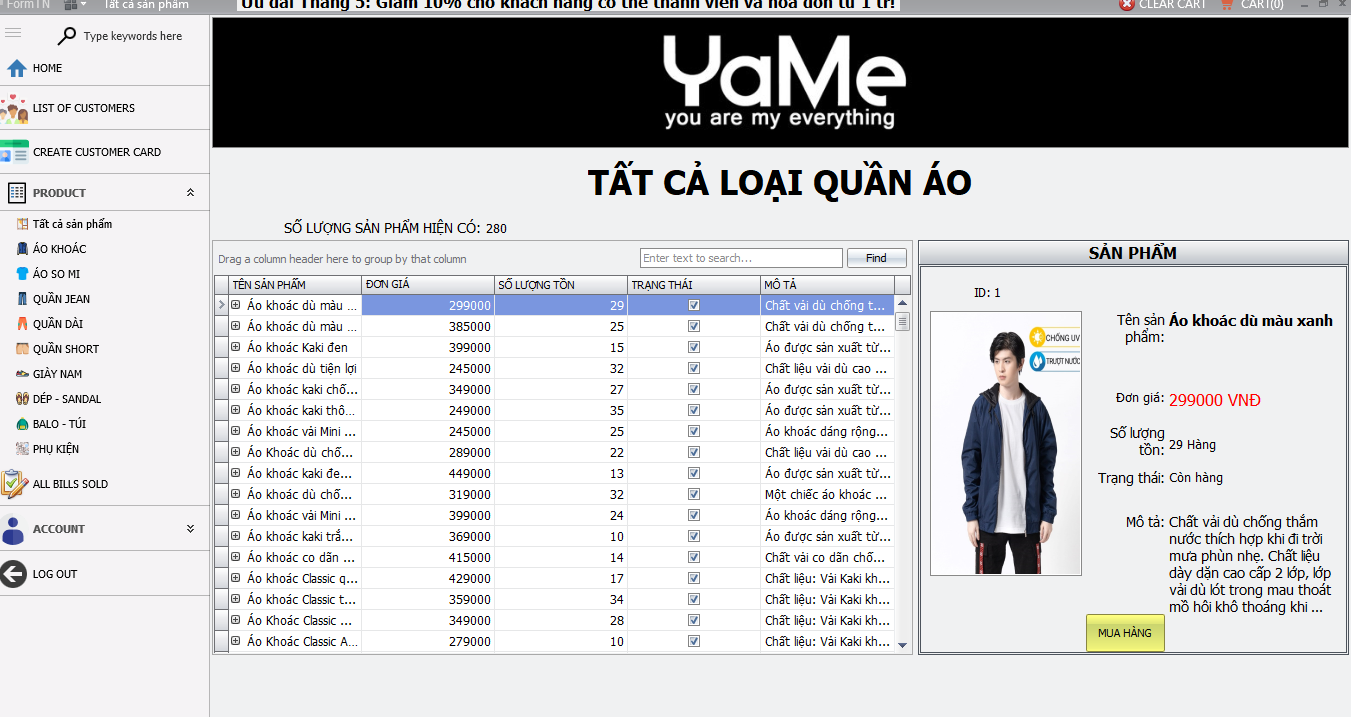 FormTN
Tất cả sản phẩm
Ưu đãi Tháng 5: Giảm 10% cho khách hàng có thẻ thành viên và hóa đơn từ 1 tr!
CLEAR CART
CART(0)
Type keywords here
HOME
LIST OF CUSTOMERS
CREATE CUSTOMER CARD
PRODUCT
Tất cả sản phẩm
ÁO KHOÁC
ÁO SO MI
QUẦN JEAN
QUẦN DÀI
QUẦN SHORT
GIÀY NAM
DÉP - SANDAL
BALO - TÚI
PHỤ KIỆN
ALL BILLS SOLD
ACCOUNT
LOG OUT
YaMe
you are my everything
TẤT CẢ LOẠI QUẦN ÁO
SỐ LƯỢNG SẢN PHẨM HIỆN CÓ: 280
Drag a column header here to group by that column
Enter text to search...
Find
TÊN SẢN PHẨM ĐƠN GIÁ SỐ LƯỢNG TỒN TRẠNG THÁI MÔ TẢ
Áo khoác dù màu ... 299000 29 Chất vải dù chống t...
Áo khoác dù màu ... 385000 25 Chất vải dù chống t...
Áo khoác Kaki đen 399000 15 Áo được sản xuất từ...
Áo khoác dù tiện lợi 245000 32 Chất liệu vải dù cao ...
Áo khoác kaki chố... 349000 27 Áo được sản xuất từ...
Áo khoác kaki thô... 249000 35 Áo được sản xuất từ...
Áo khoác vải Mini ... 245000 25 Áo khoác dáng rộng...
Áo Khoác dù chố... 289000 22 Chất liệu vải dù cao ...
Áo khoác kaki đe... 449000 13 Áo được sản xuất từ...
Áo khoác dù chố... 319000 32 Một chiếc áo khoác ...
Áo khoác vải Mini ... 399000 24 Áo khoác dáng rộng...
Áo khoác kaki trắ... 369000 10 Áo được sản xuất từ...
Áo khoác co dãn ... 415000 14 Chất vải co dãn chố...
Áo khoác Classic q... 429000 17 Chất liệu: Vải Kaki kh...
Áo khoác Classic t... 359000 34 Chất liệu: Vải Kaki kh...
Áo Khoác Classic ... 349000 28 Chất liệu: Vải Kaki kh...
Áo Khoác Classic A... 279000 10 Chất liệu: Vải Kaki kh...
SẢN PHẨM
ID: 1
CHỐNG UV
TRƯỢT NƯỚC
Tên sản Áo khoác dù màu xanh
phẩm:
Đơn giá: 299000 VNĐ
Số lượng
tồn: 29 Hàng
Trạng thái: Còn hàng
Mô tả: Chất vải dù chống thắm
nước thích hợp khi đi trời
mưa phùn nhẹ. Chất liệu
dày dặn cao cấp 2 lớp, lớp
vải dù lót trong mau thoát
mồ hôi khô thoáng khi ...
MUA HÀNG